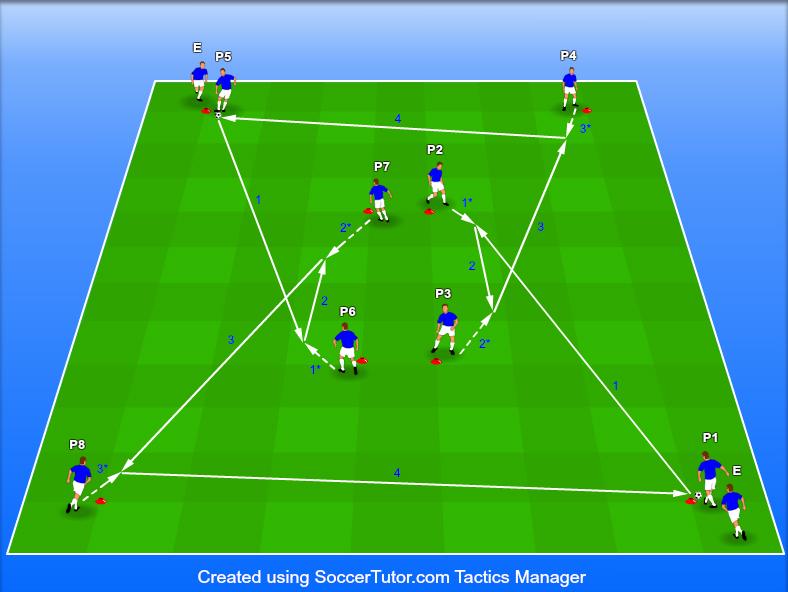 E
P5
P4
4
3*
P7
P2
1
2*
1*
3
2
2
P3
P6
3
2*
1*
1
P8
P1
3*
4
E
Created using SoccerTutor.com Tactics Manager